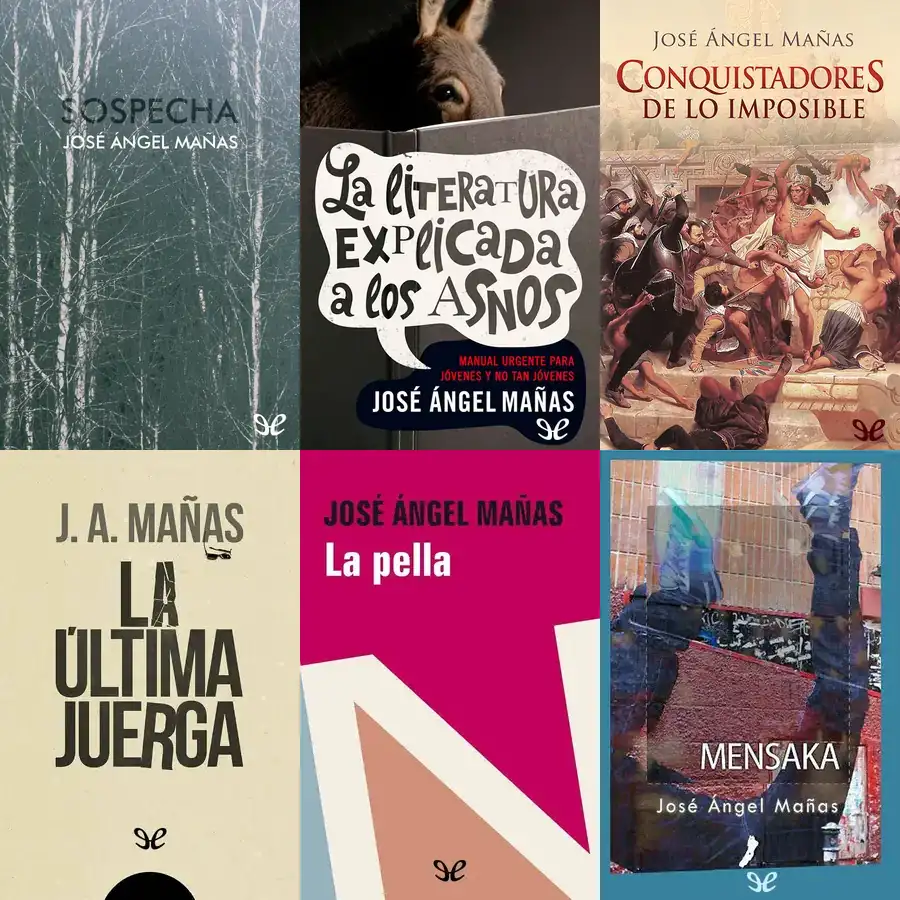 SOSPECHA
JOSÉ ÁNGEL MAÑAS
La LITERATURA
EXPLICADA
a los ASNOS
MANUAL URGENTE PARA
JÓVENES Y NO TAN JÓVENES
JOSÉ ÁNGEL MAÑAS
JOSÉ ÁNGEL MAÑAS
CONQUISTADORES
DE LO IMPOSIBLE
J. A. MAÑAS
LA
ÚLTIMA
JUERGA
JOSÉ ÁNGEL MAÑAS
La pella
MENSAKA
José Ángel Mañas